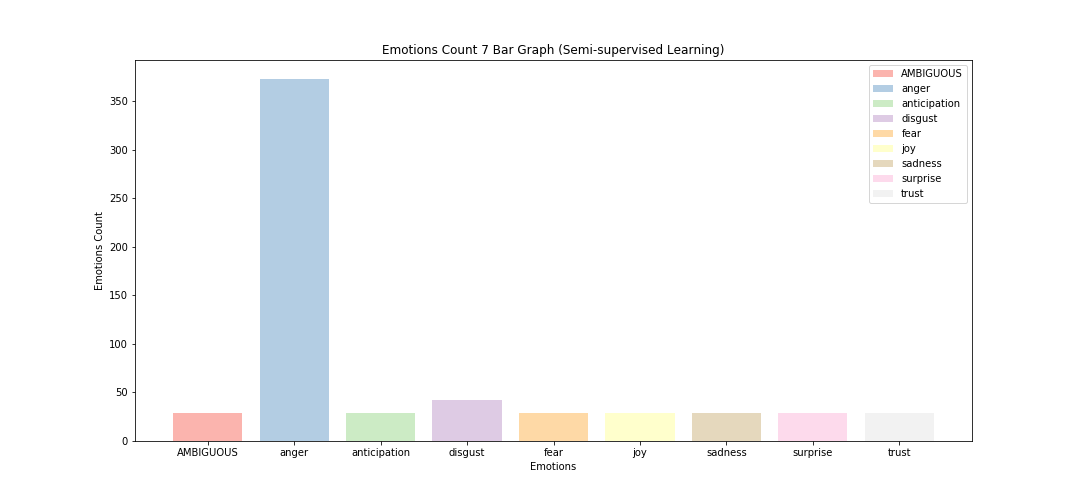 Emotions Count 7 Bar Graph (Semi-supervised Learning)
AMBIGUOUS
anger
anticipation
disgust
fear
joy
sadness
surprise
trust
Emotions Count
350
300
250
200
150
100
50
0
AMBIGUOUS anger anticipation disgust fear joy sadness surprise trust
Emotions